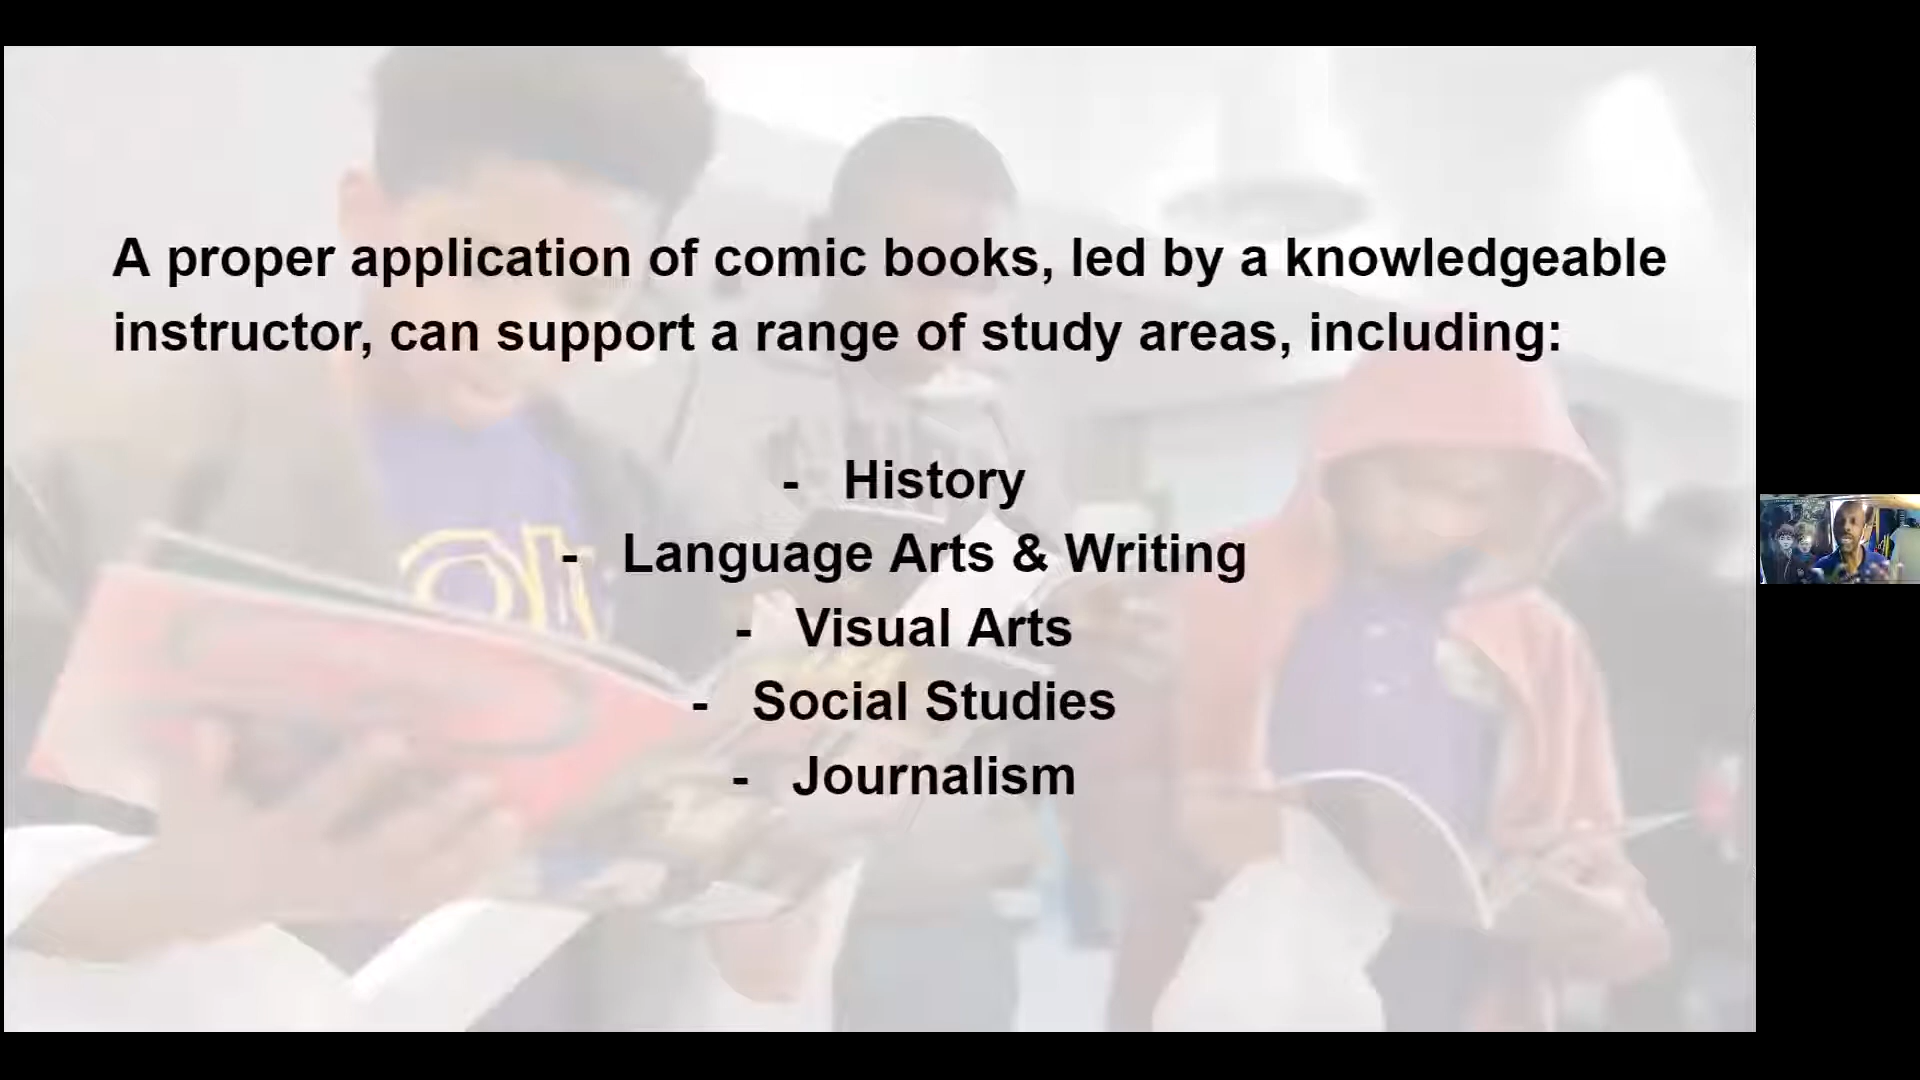 A proper application of comic books, led by a knowledgeable
instructor, can support a range of study areas, including:
- History
- Language Arts & Writing
- Visual Arts
- Social Studies
- Journalism